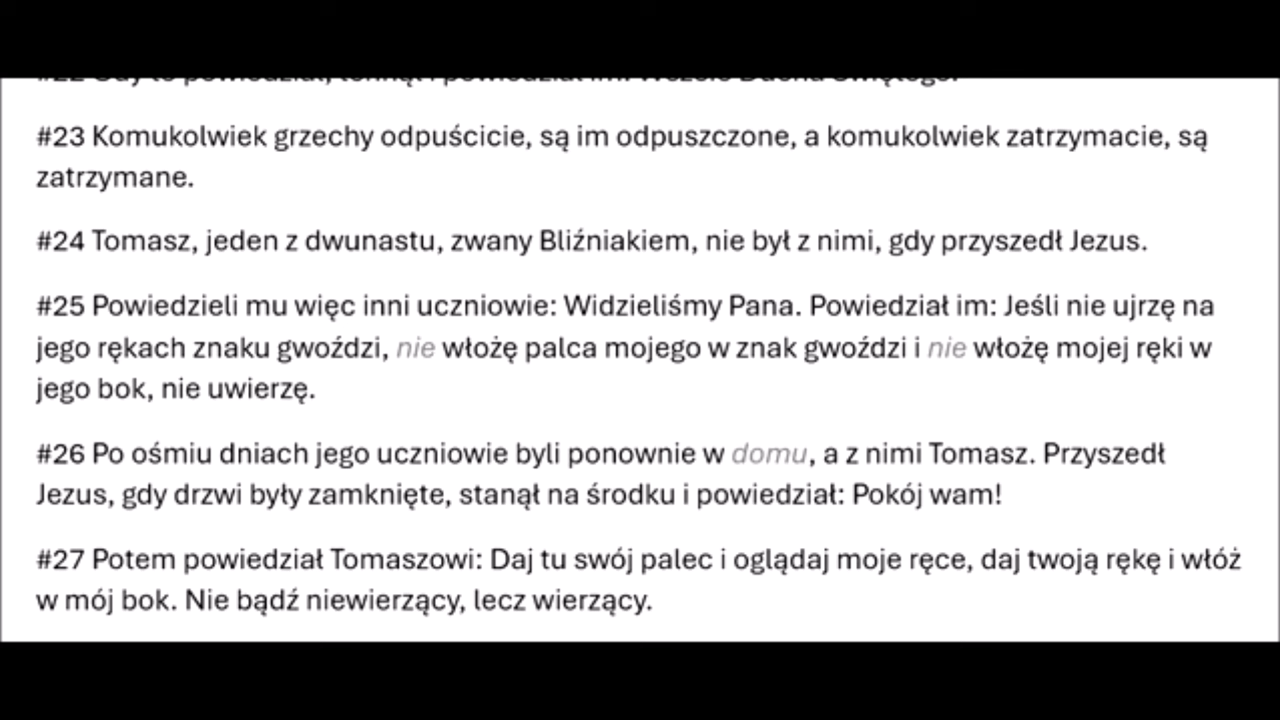 #23 Komukolwiek grzechy odpuścicie, są im odpuszczone, a komukolwiek zatrzymacie, są
zatrzymane.
#24 Tomasz, jeden z dwunastu, zwany Bliźniakiem, nie był z nimi, gdy przyszedł Jezus.
#25 Powiedzieli mu więc inni uczniowie: Widzieliśmy Pana. Powiedział im: Jeśli nie ujrzę na
jego rękach znaku gwoździ, nie włożę palca mojego w znak gwoździ i nie włożę mojej ręki w
jego bok, nie uwierzę.
#26 Po ośmiu dniach jego uczniowie byli ponownie w domu, a z nimi Tomasz. Przyszedł
Jezus, gdy drzwi były zamknięte, stanął na środku i powiedział: Pokój wam!
#27 Potem powiedział Tomaszowi: Daj tu swój palec i oglądaj moje ręce, daj twoją rękę i włóż
w mój bok. Nie bądź niewierzący, lecz wierzący.